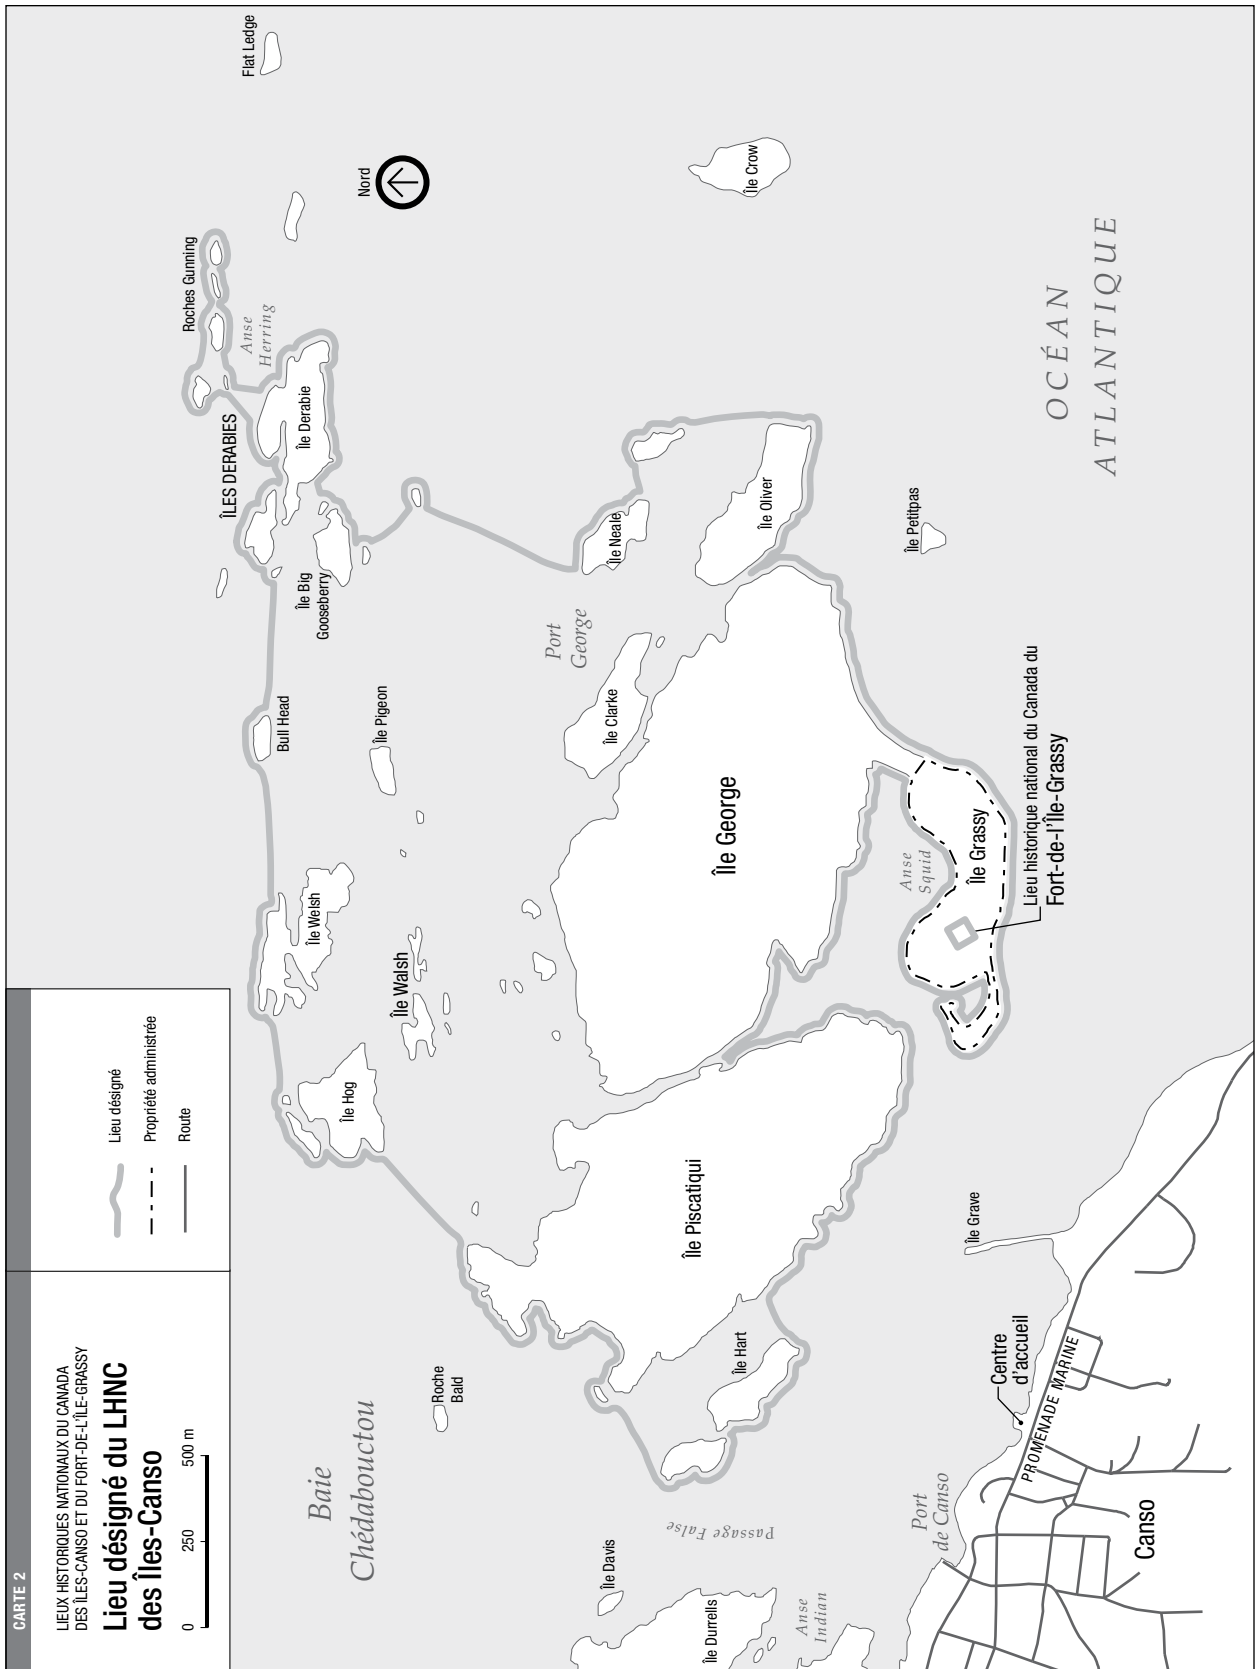 CARTE 2
LIEUX HISTORIQUES NATIONAUX DU CANADA
DES ÎLES-CANSO ET DU FORT-DE-L'ÎLE-GRASSY
Lieu désigné du LHNC
des Îles-Canso
0
250
500 m
Lieu désigné
Propriété administrée
Route
Baie
Chédabouctou
Roche
Bald
Île Hog
Île Welsh
Île Walsh
Bull Head
Île Pigeon
Île Big
Gooseberry
ÎLES DERABIES
Île Derabie
Roches Gunning
Anse
Herring
Nord
Flat Ledge
Île Davis
Île Durrells
Anse
Indian
Passage False
Île Hart
Île Piscatiqui
Île George
Île Clarke
Port
George
Île Neale
Île Oliver
Île Crow
Île Petitpas
OCÉAN
ATLANTIQUE
Anse
Squid
Île Grassy
Lieu historique national du Canada du
Fort-de-l'Île-Grassy
Île Grave
Centre
d'accueil
PROMENADE MARINE
Port
de Canso
Canso